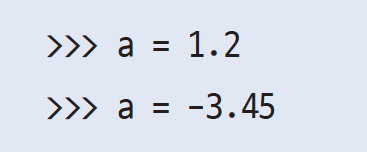 >>> a = 1.2
>>> a = -3.45